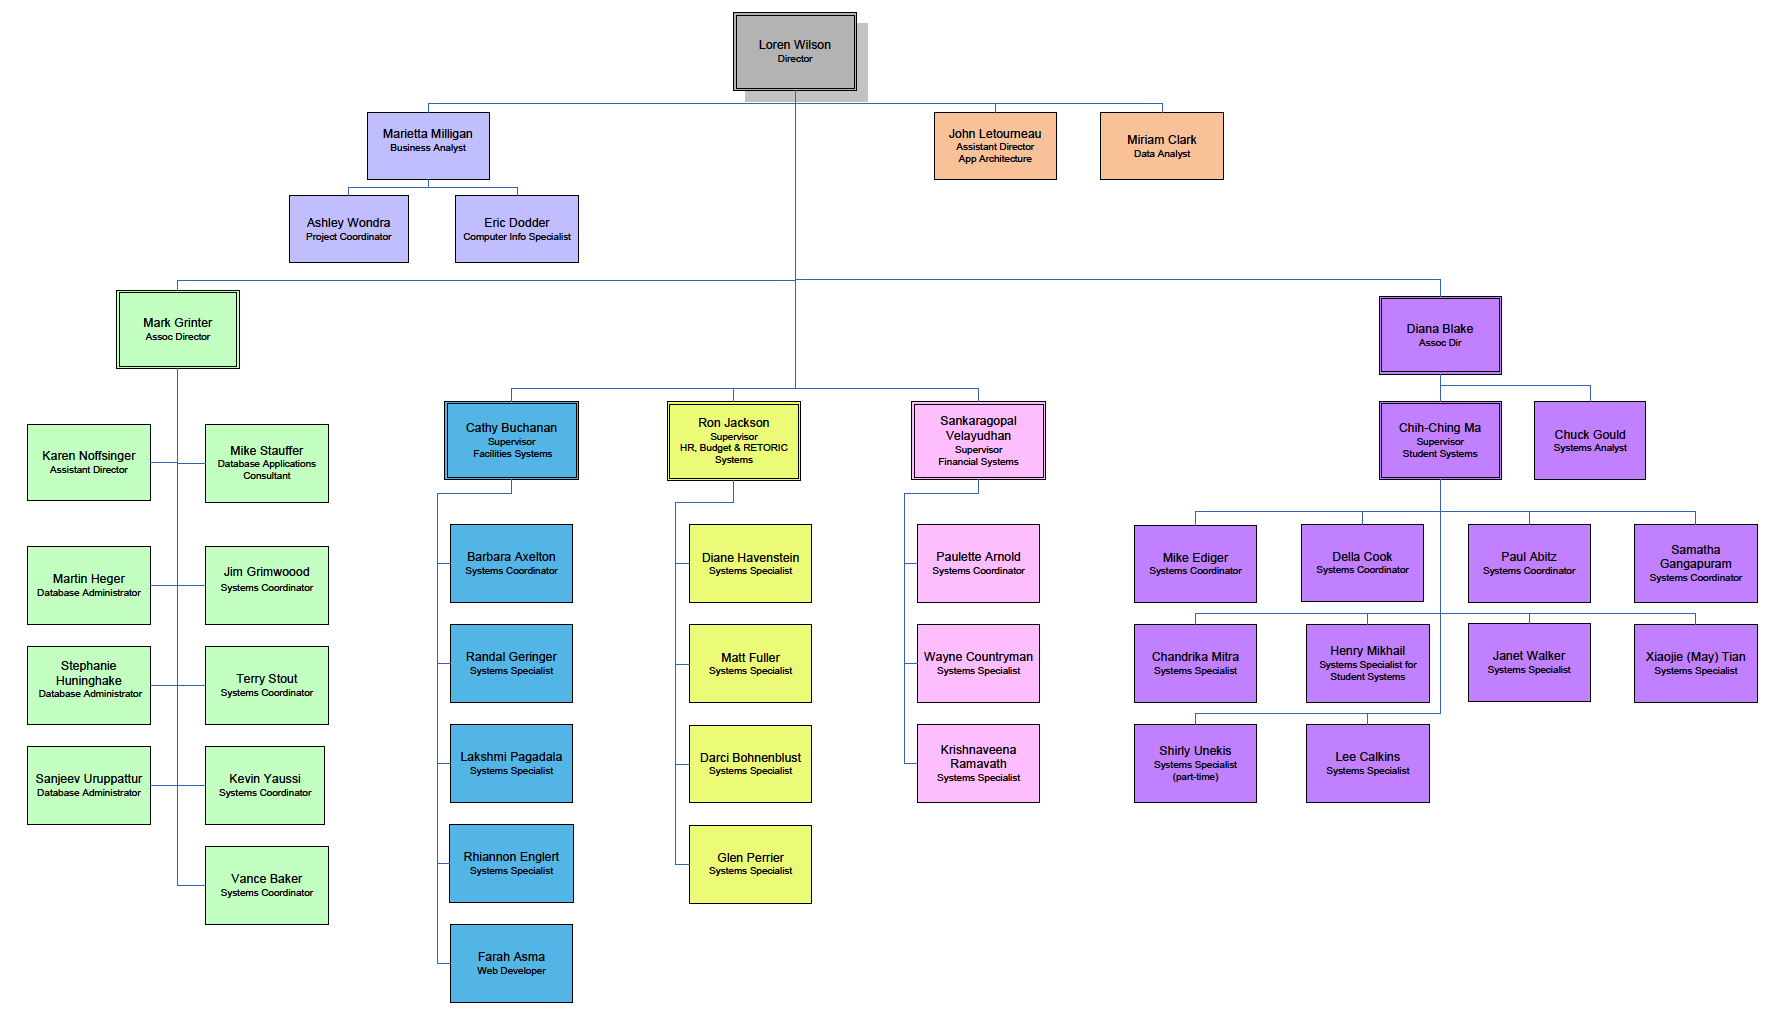 Loren Wilson
Director
Marietta Milligan
Business Analyst
John Letourneau
Assistant Director
App Architecture
Miriam Clark
Data Analyst
Ashley Wondra
Project Coordinator
Eric Dodder
Computer Info Specialist
Mark Grinter
Assoc Director
Diana Blake
Assoc Dir
Cathy Buchanan
Supervisor
Facilities Systems
Ron Jackson
Supervisor
HR, Budget & RETORIC
Systems
Sankaragopal
Velayudhan
Supervisor
Financial Systems
Chih-Ching Ma
Supervisor
Student Systems
Chuck Gould
Systems Analyst
Karen Noffsinger
Assistant Director
Mike Stauffer
Database Applications
Consultant
Martin Heger
Database Administrator
Jim Grimwoood
Systems Coordinator
Stephanie
Huninghake
Database Administrator
Terry Stout
Systems Coordinator
Sanjeev Uruppattur
Database Administrator
Kevin Yaussi
Systems Coordinator
Vance Baker
Systems Coordinator
Barbara Axelton
Systems Coordinator
Randal Geringer
Systems Specialist
Lakshmi Pagadala
Systems Specialist
Rhiannon Englert
Systems Specialist
Farah Asma
Web Developer
Diane Havenstein
Systems Specialist
Matt Fuller
Systems Specialist
Darci Bohnenblust
Systems Specialist
Glen Perrier
Systems Specialist
Paulette Arnold
Systems Coordinator
Wayne Countryman
Systems Specialist
Krishnaveena
Ramavath
Systems Specialist
Mike Ediger
Systems Coordinator
Della Cook
Systems Coordinator
Paul Abitz
Systems Coordinator
Samatha
Gangapuram
Systems Coordinator
Chandrika Mitra
Systems Specialist
Henry Mikhail
Systems Specialist for
Student Systems
Janet Walker
Systems Specialist
Xiaojie (May) Tian
Systems Specialist
Shirly Unekis
Systems Specialist
(part-time)
Lee Calkins
Systems Specialist